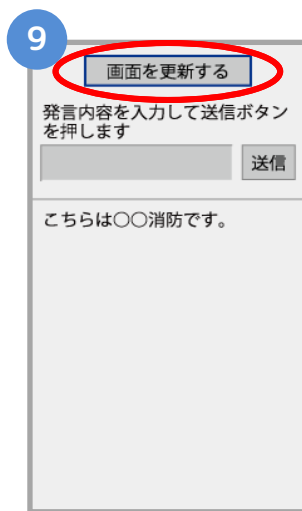 9
画面を更新する
発言内容を入力して送信ボタン
を押します
送信
こちらは〇〇消防です。